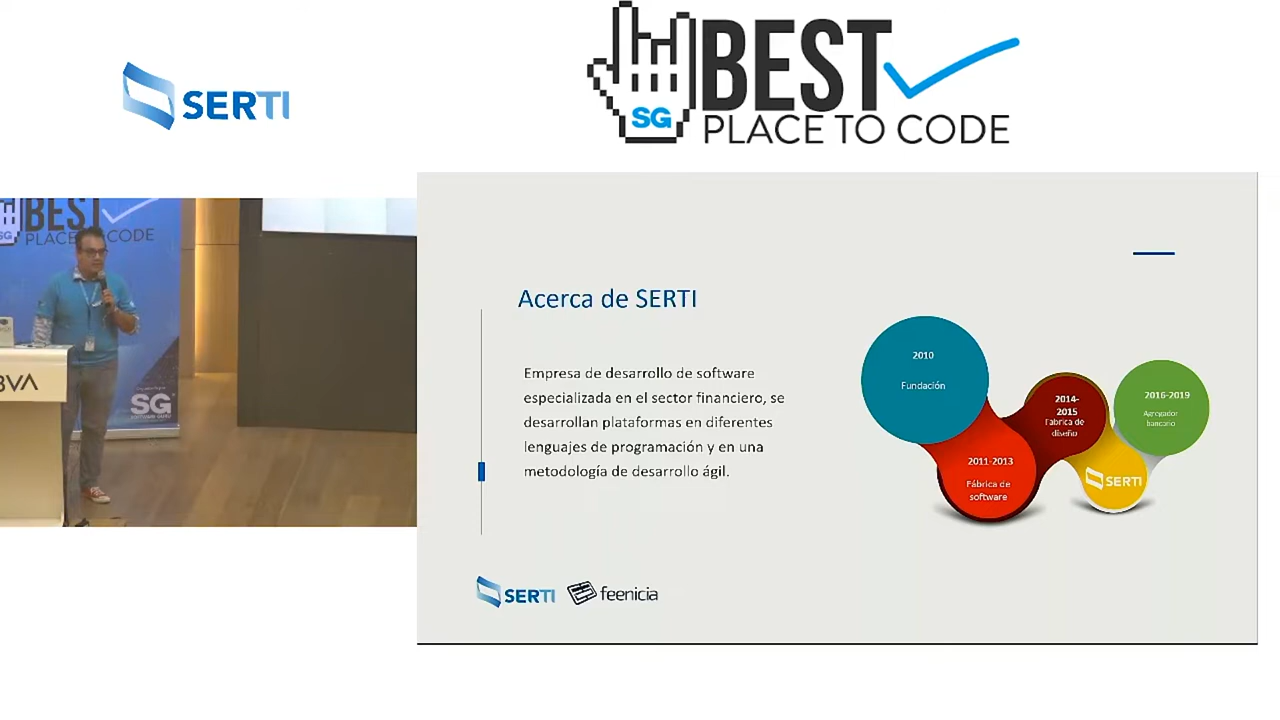 SERTI
SG
BEST
PLACE TO CODE
SG
BEST
PLACE TO CODE
SG
Acerca de SERTI
Empresa de desarrollo de software
especializada en el sector financiero, se
desarrollan plataformas en diferentes
lenguajes de programación y en una
metodología de desarrollo ágil.
2010
Fundación
2011-2013
Fábrica de
software
2014-
2015
Fabrica de
diseño
SERTI
2016-2019
Agregador
bancario
SERTI
feenicia